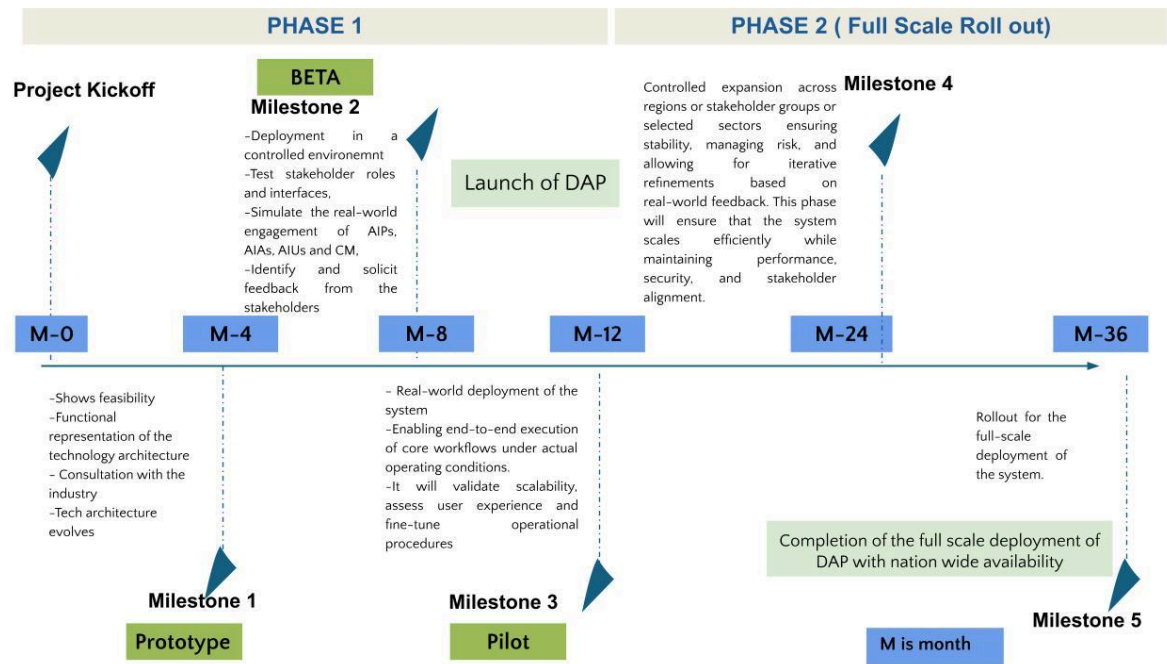 PHASE 1
PHASE 2 ( Full Scale Roll out)
Project Kickoff
BETA
Milestone 2
-Deployment in a
controlled environemnt
-Test stakeholder roles
and interfaces,
-Simulate the real-world
engagement of AIPs,
AIAs, AIUs and CM,
-Identify and solicit
feedback from the
stakeholders
Launch of DAP
Controlled expansion across
regions or stakeholder groups or
selected sectors ensuring
stability, managing risk, and
allowing for iterative
refinements based on
real-world feedback. This phase
will ensure that the system
scales efficiently while
maintaining performance,
security, and stakeholder
alignment.
Milestone 4
M-0
M-4
M-8
M-12
M-24
M-36
-Shows feasibility
-Functional
representation of the
technology architecture
- Consultation with the
industry
-Tech architecture
evolves
Milestone 1
Prototype
- Real-world deployment of the
system
-Enabling end-to-end execution
of core workflows under actual
operating conditions.
-It will validate scalability,
assess user experience and
fine-tune operational
procedures
Milestone 3
Pilot
Rollout for the
full-scale
deployment of
the system.
Completion of the full scale deployment of
DAP with nation wide availability
Milestone 5
M is month